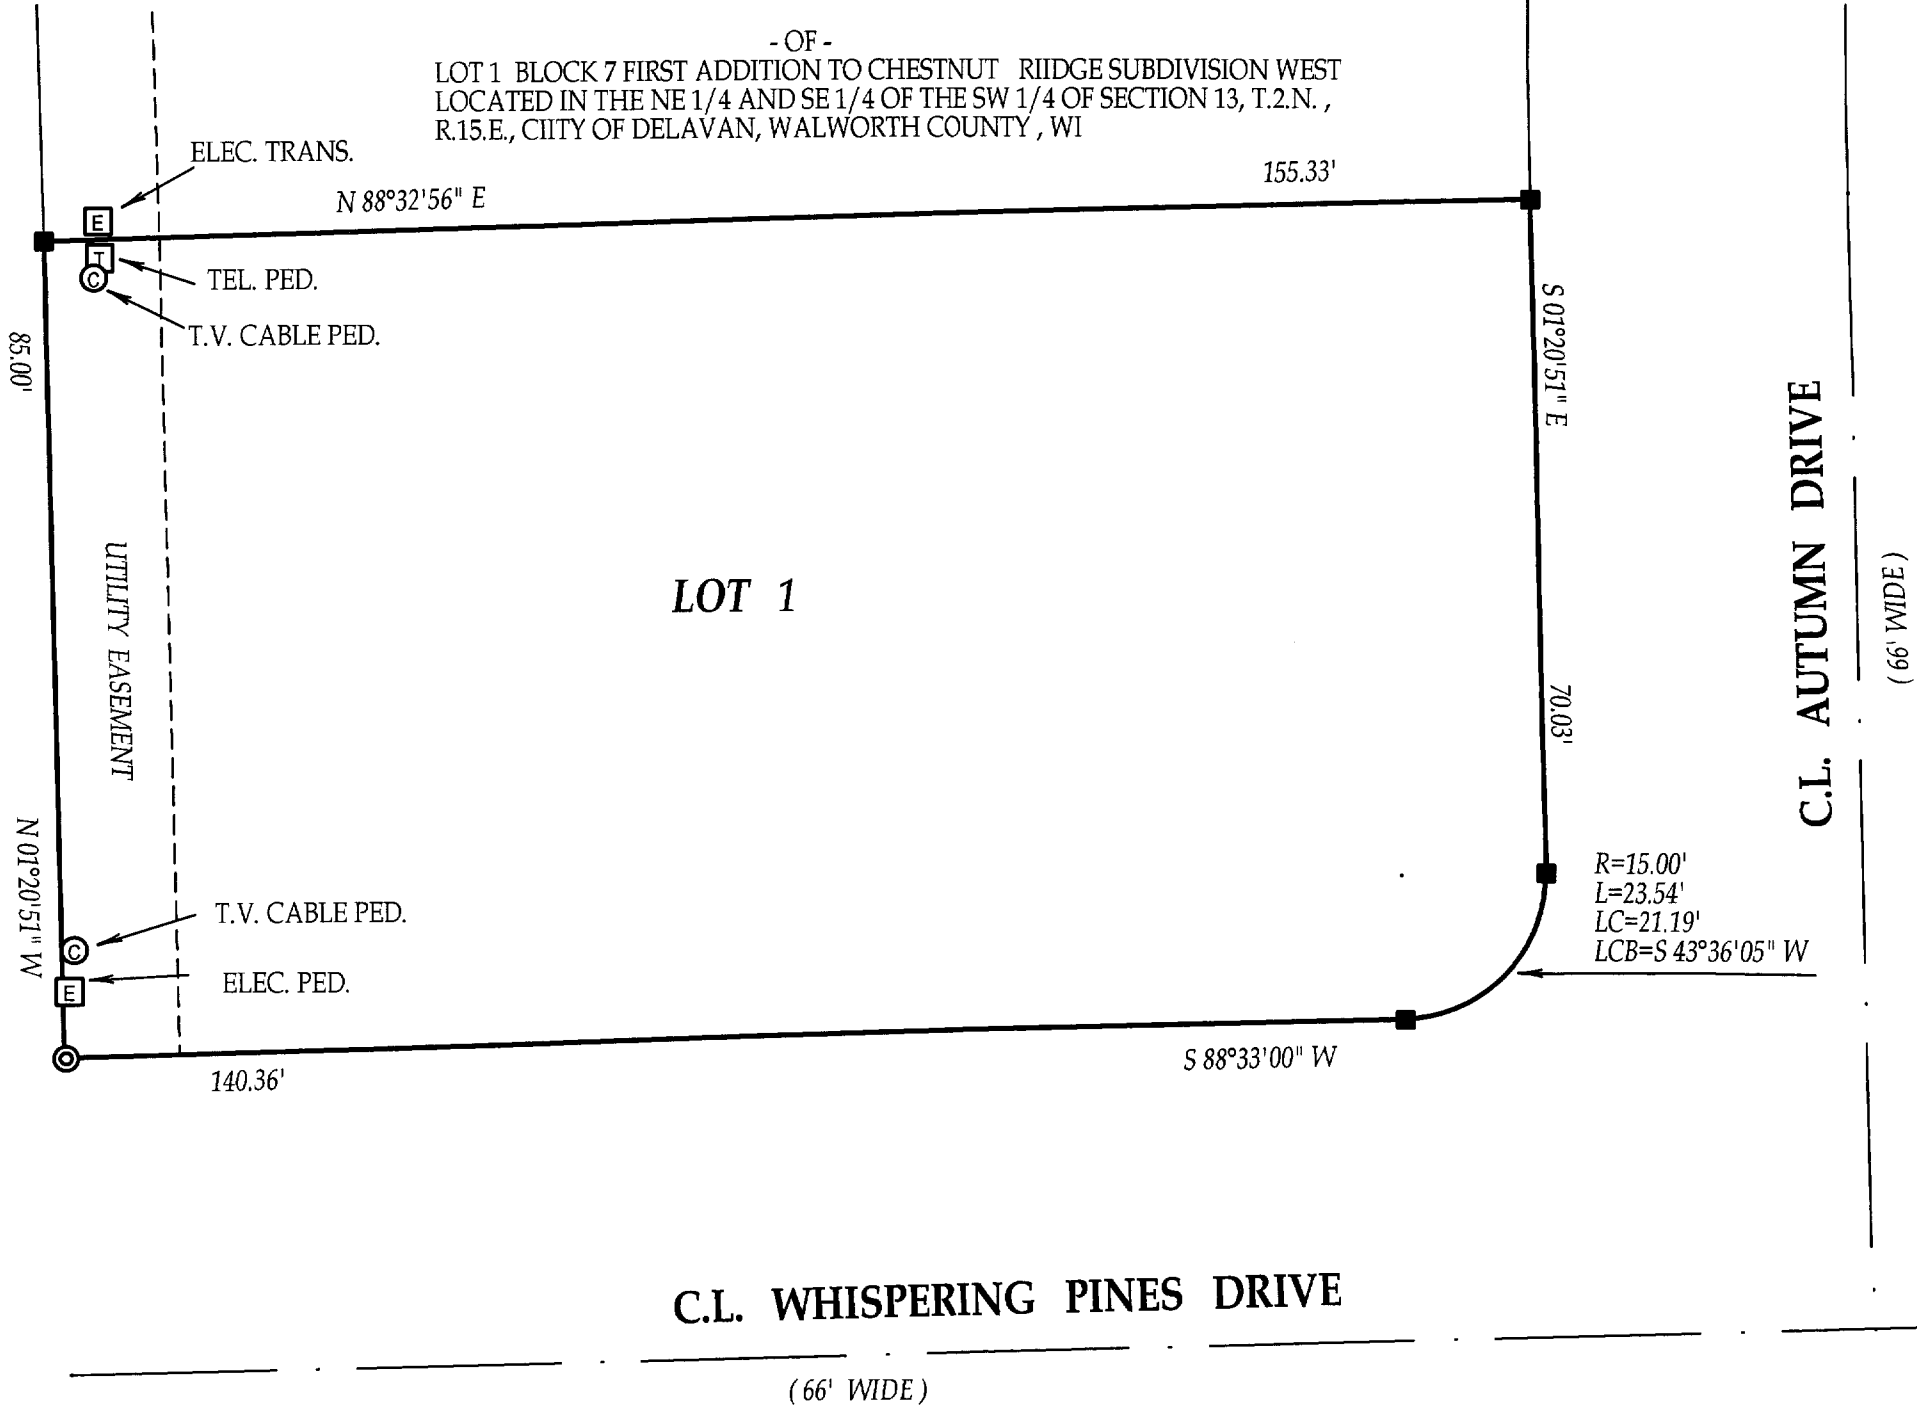 - OF -
LOT 1 BLOCK 7 FIRST ADDITION TO CHESTNUT RIIDGE SUBDIVISION WEST
LOCATED IN THE NE 1/4 AND SE 1/4 OF THE SW 1/4 OF SECTION 13, T.2.N. ,
R.15.E., CIITY OF DELAVAN, WALWORTH COUNTY , WI
ELEC. TRANS.
N 88°32'56" E
155.33'
E
T
C
TEL. PED.
T.V. CABLE PED.
85.00'
S 01°20'51" E
C.L. AUTUMN DRIVE
( 66' WIDE )
UTILITY EASEMENT
LOT 1
70.03'
N 01°20'51" W
R=15.00'
L=23.54'
LC=21.19'
LCB=S 43°36'05" W
T.V. CABLE PED.
C
ELEC. PED.
E
140.36'
S 88°33'00" W
C.L. WHISPERING PINES DRIVE
( 66' WIDE )